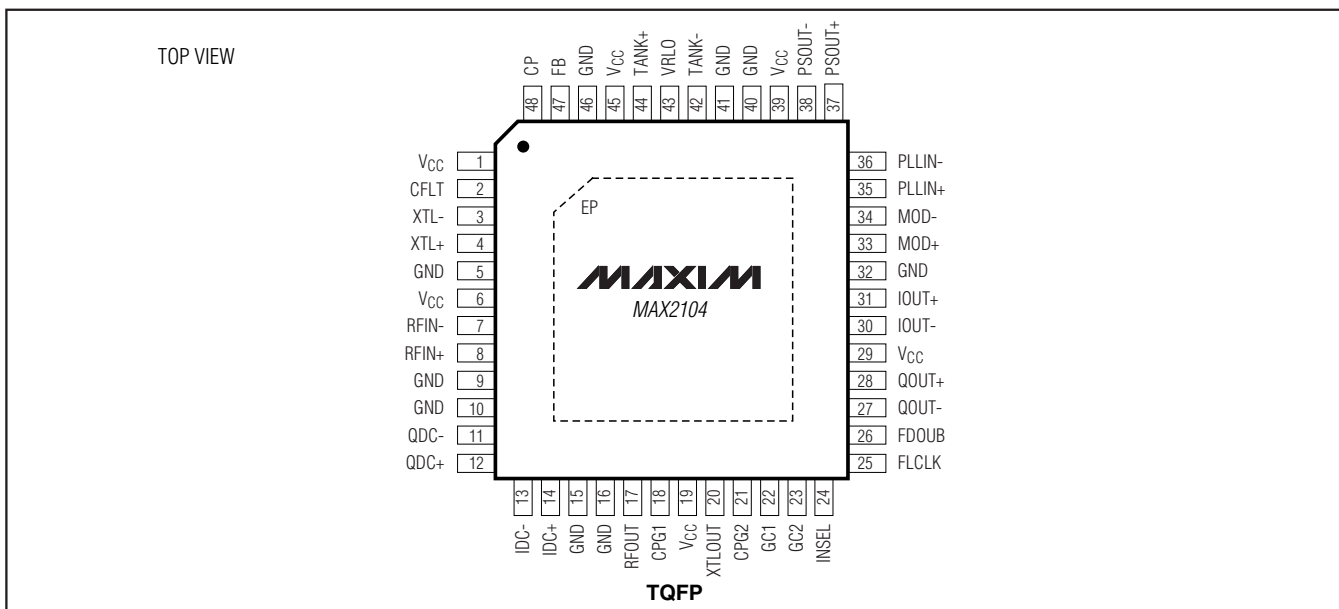 TOP VIEW
CP FB GND VCC TANK+ VRLO TANK- GND GND VCC PSOUT- PSOUT+
48 47 46 45 44 43 42 41 40 39 38 37
VCC 1
CFLT 2
XTL- 3
XTL+ 4
GND 5
VCC 6
RFIN- 7
RFIN+ 8
GND 9
GND 10
QDC- 11
QDC+ 12
EP
MAXIM
MAX2104
36 PLLIN-
35 PLLIN+
34 MOD-
33 MOD+
32 GND
31 IOUT+
30 IOUT-
29 VCC
28 QOUT+
27 QOUT-
26 FDOUB
25 FLCLK
13 14 15 16 17 18 19 20 21 22 23 24
IDC- IDC+ GND GND RFOUT CPG1 VCC XTLOUT CPG2 GC1 GC2 INSEL
TQFP